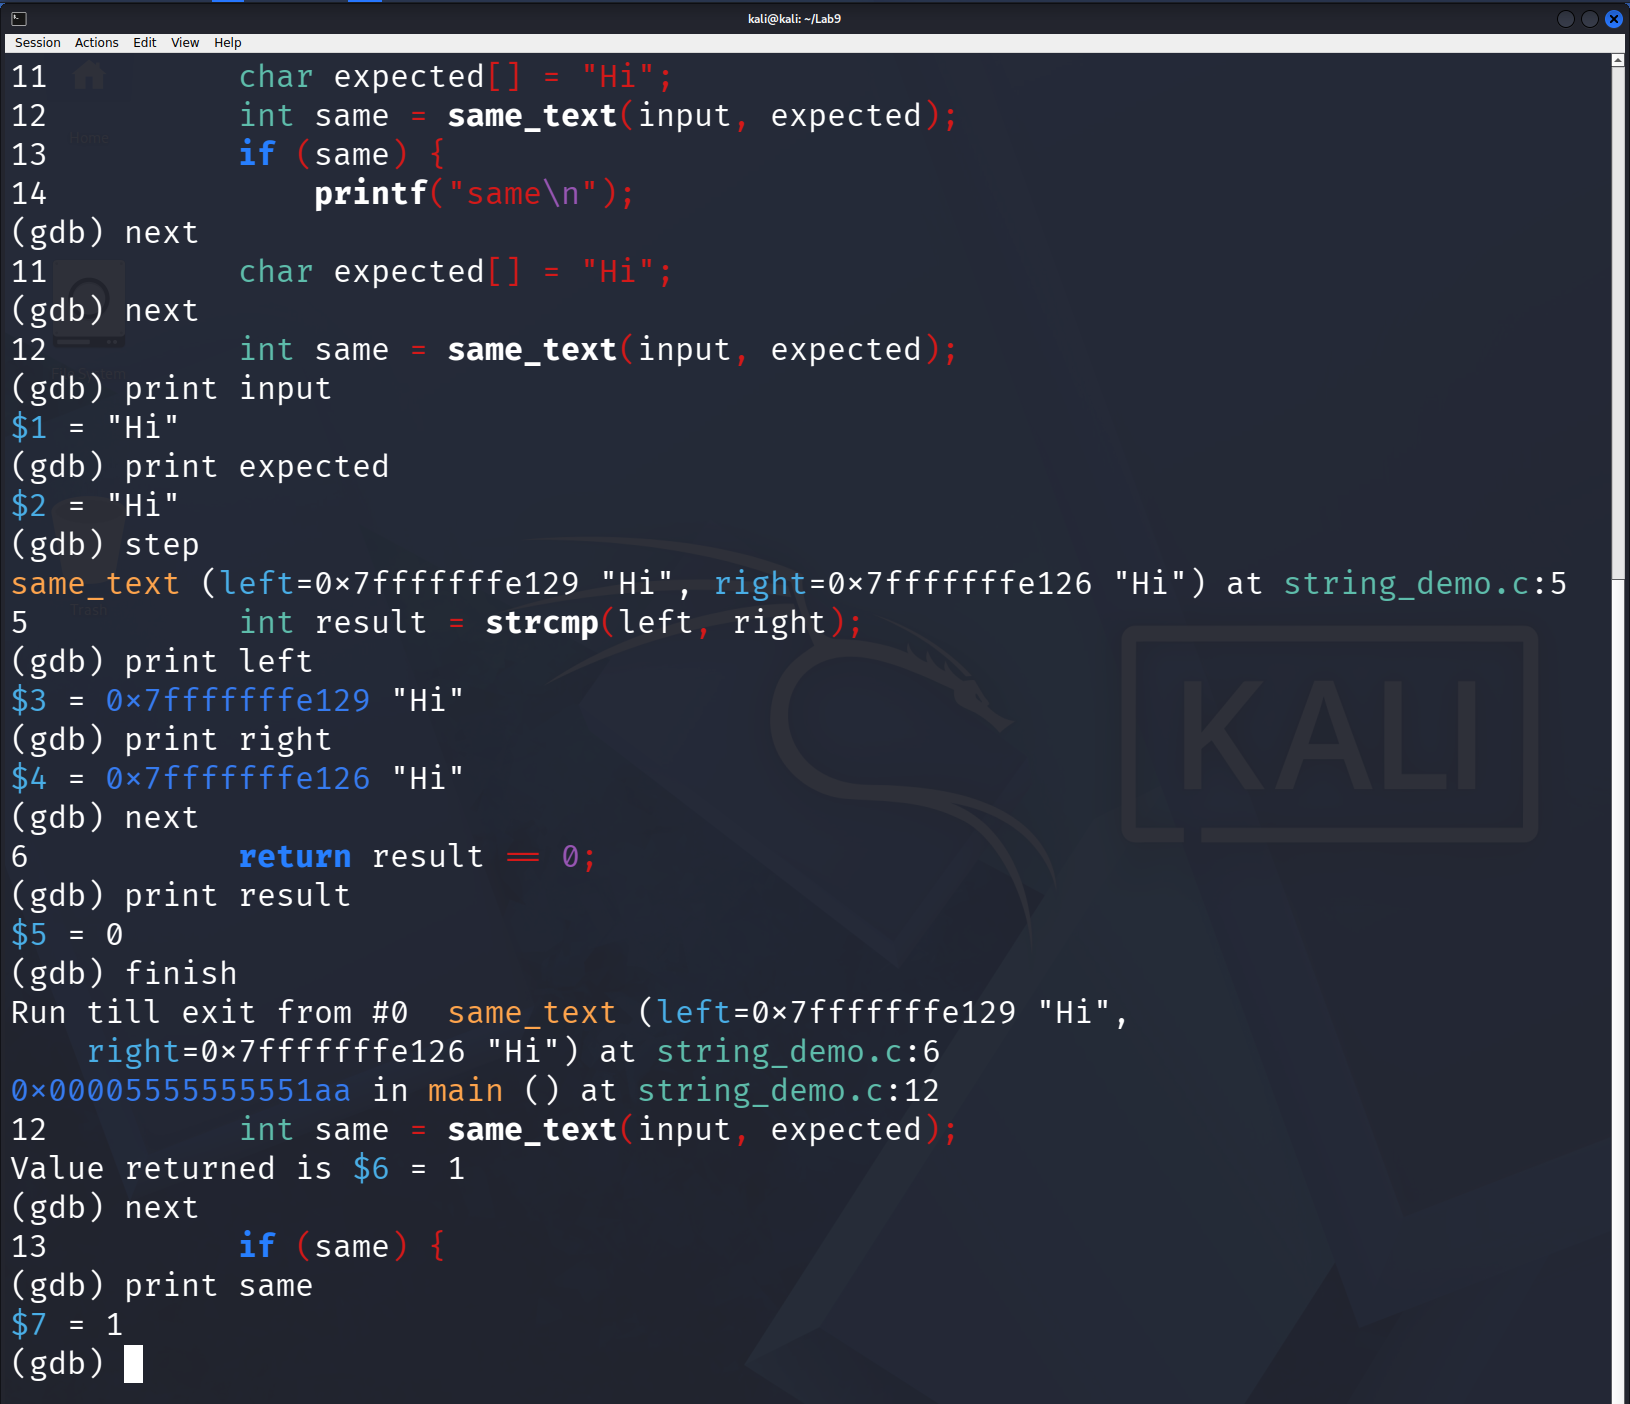 kali@kali: ~/Lab9
Session Actions Edit View Help
11          char expected[] = "Hi";
12          int same = same_text(input, expected);
13          if (same) {
14              printf("same\n");
(gdb) next
11          char expected[] = "Hi";
(gdb) next
12          int same = same_text(input, expected);
(gdb) print input
$1 = "Hi"
(gdb) print expected
$2 = "Hi"
(gdb) step
same_text (left=0x7fffffffe129 "Hi", right=0x7fffffffe126 "Hi") at string_demo.c:5
5           int result = strcmp(left, right);
(gdb) print left
$3 = 0x7fffffffe129 "Hi"
(gdb) print right
$4 = 0x7fffffffe126 "Hi"
(gdb) next
6           return result == 0;
(gdb) print result
$5 = 0
(gdb) finish
Run till exit from #0  same_text (left=0x7fffffffe129 "Hi",
    right=0x7fffffffe126 "Hi") at string_demo.c:6
0x00005555555551aa in main () at string_demo.c:12
12          int same = same_text(input, expected);
Value returned is $6 = 1
(gdb) next
13          if (same) {
(gdb) print same
$7 = 1
(gdb)
Home
Trash
KALI